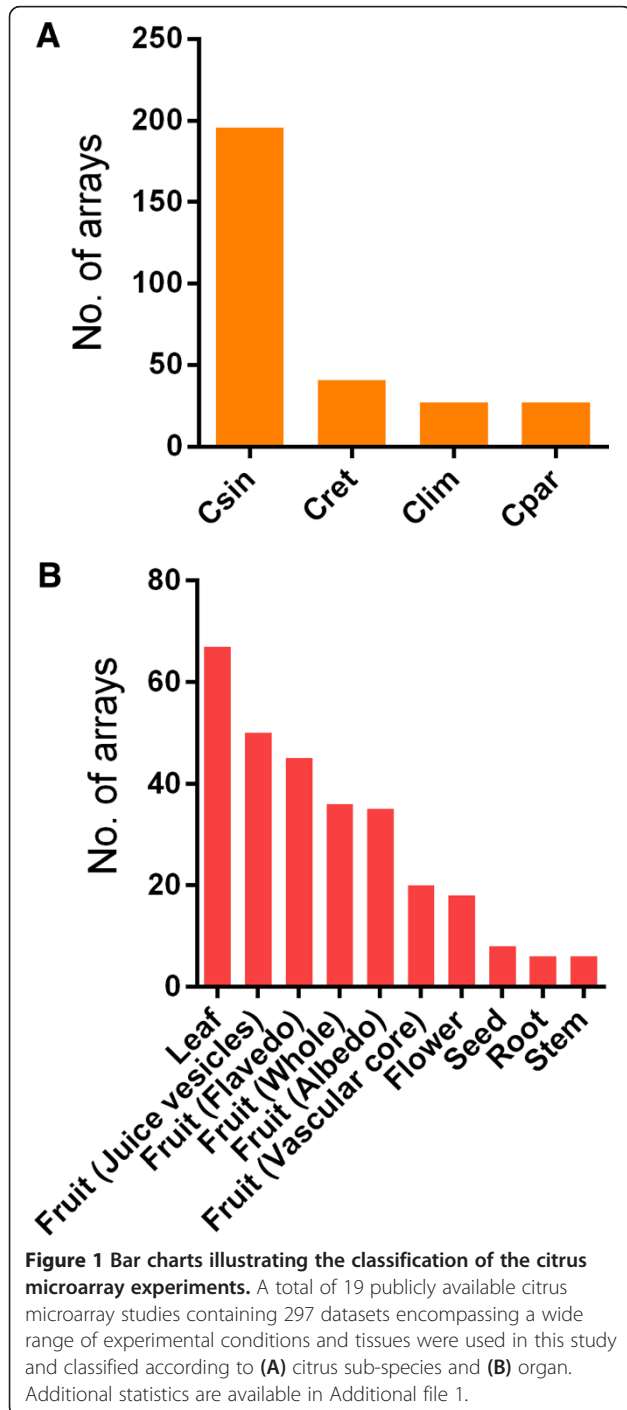 A
No. of arrays
250
200
150
100
50
0
Csin
Cret
Clim
Cpar
B
No. of arrays
80
60
40
20
0
Leaf
Fruit (Juice vesicles)
Fruit (Flavedo)
Fruit (Whole)
Fruit (Albedo)
Fruit (Vascular core)
Flower
Seed
Root
Stem
Figure 1 Bar charts illustrating the classification of the citrus
microarray experiments. A total of 19 publicly available citrus
microarray studies containing 297 datasets encompassing a wide
range of experimental conditions and tissues were used in this study
and classified according to (A) citrus sub-species and (B) organ.
Additional statistics are available in Additional file 1.